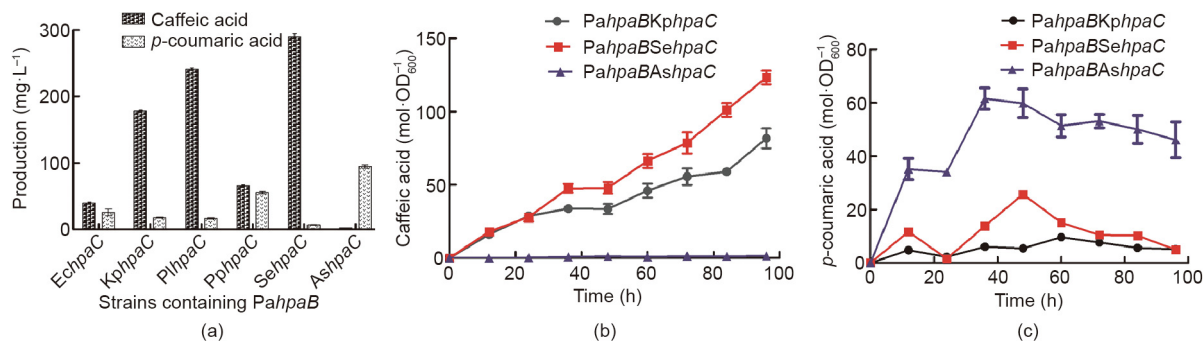 Caffeic acid
p-coumaric acid
Production (mg·L⁻¹)
300
200
100
0
EchpaC
KphpaC
PlhpaC
PphpaC
SehpaC
AshpaC
Strains containing PahpaB
(a)
PahpaBKphpaC
PahpaBSehpaC
PahpaBAshpaC
Caffeic acid (mol·OD₆₀₀⁻¹)
150
100
50
0
0 20 40 60 80 100
Time (h)
(b)
PahpaBKphpaC
PahpaBSehpaC
PahpaBAshpaC
p-coumaric acid (mol·OD₆₀₀⁻¹)
80
60
40
20
0
0 20 40 60 80 100
Time (h)
(c)